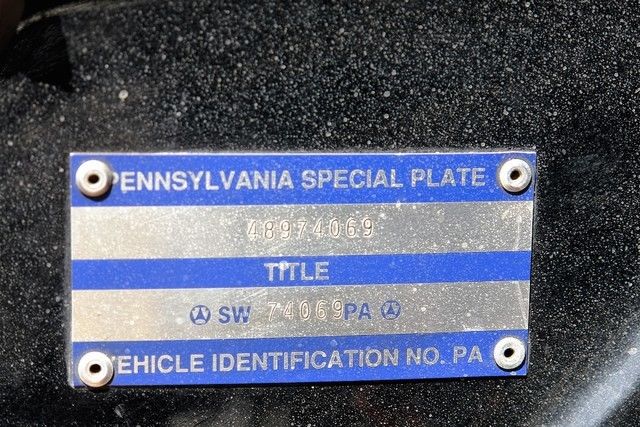 PENNSYLVANIA SPECIAL PLATE
48974069
TITLE
SW 74069PA
VEHICLE IDENTIFICATION NO. PA